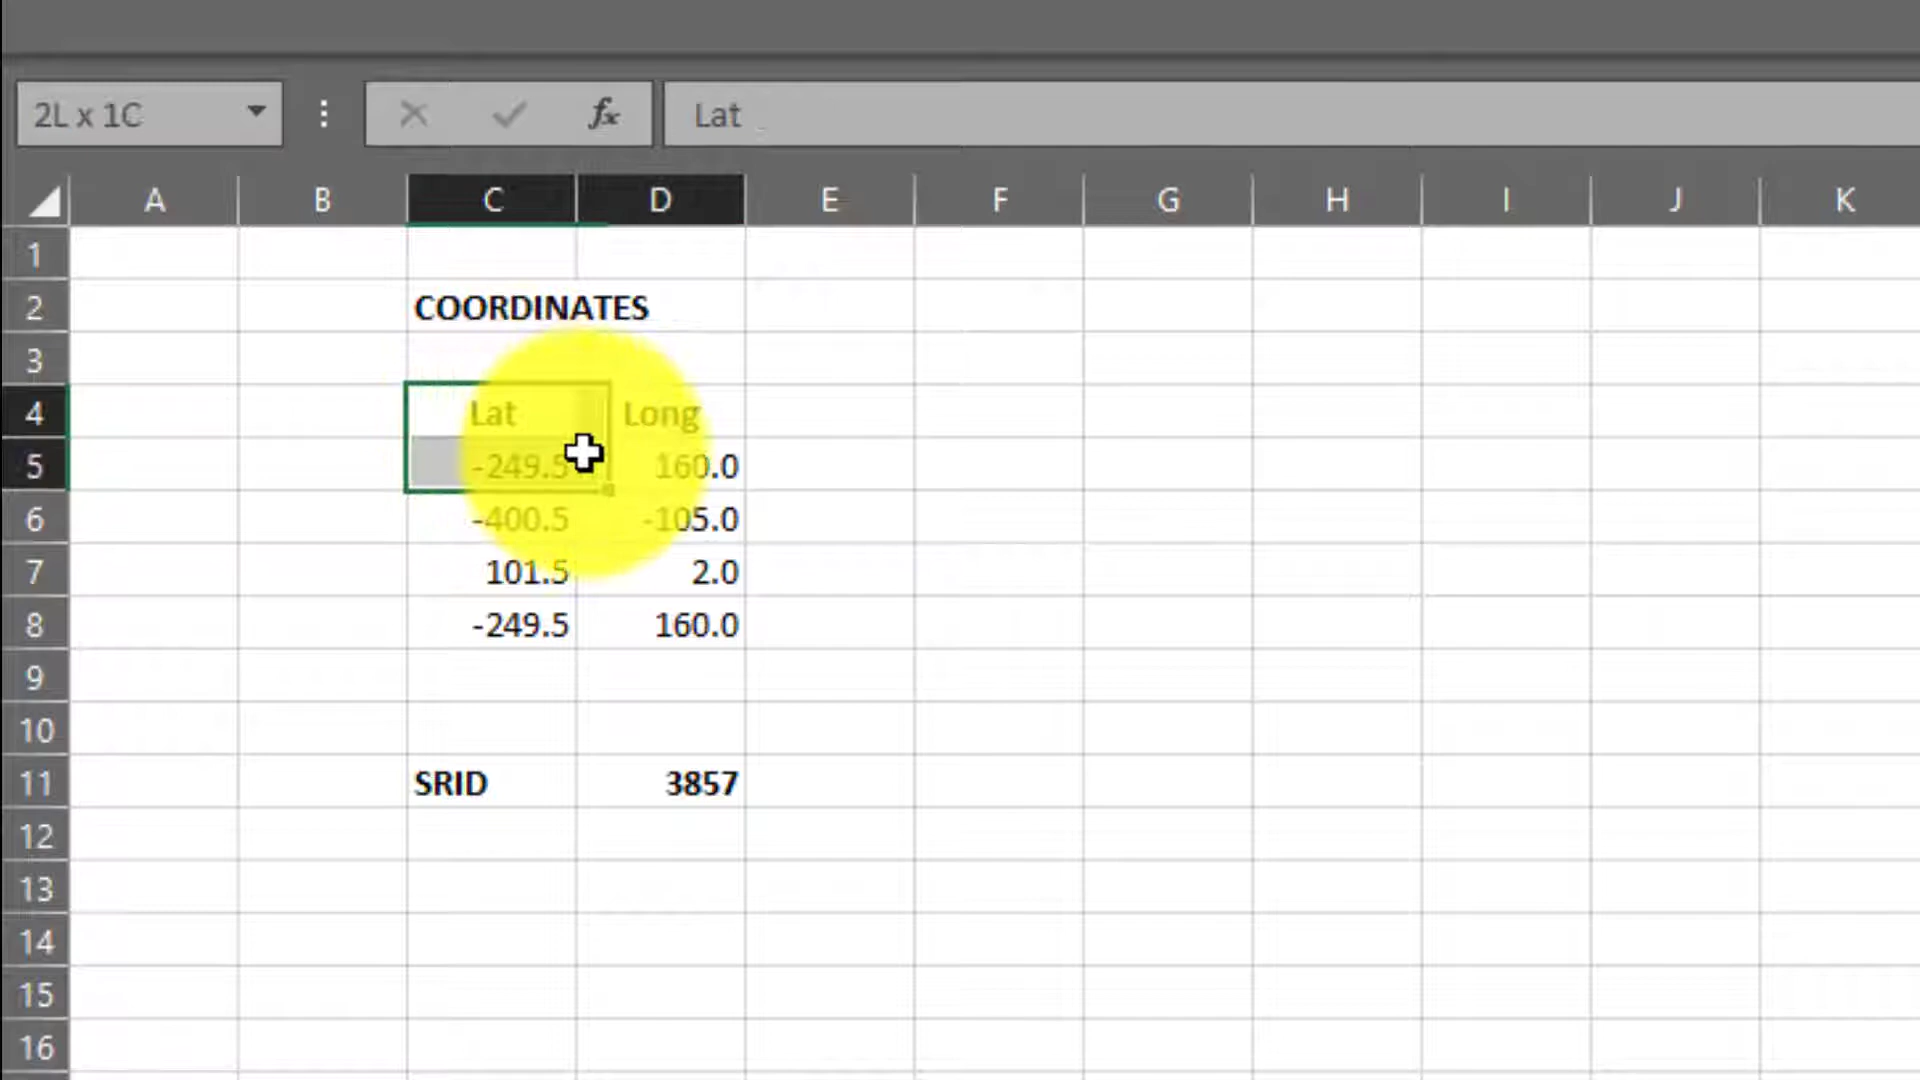 2L x 1C fx Lat
A B C D E F G H I J K
1
2 COORDINATES
3
4 Lat Long
5 -249.5 160.0
6 -400.5 -105.0
7 101.5 2.0
8 -249.5 160.0
9
10
11 SRID 3857
12
13
14
15
16